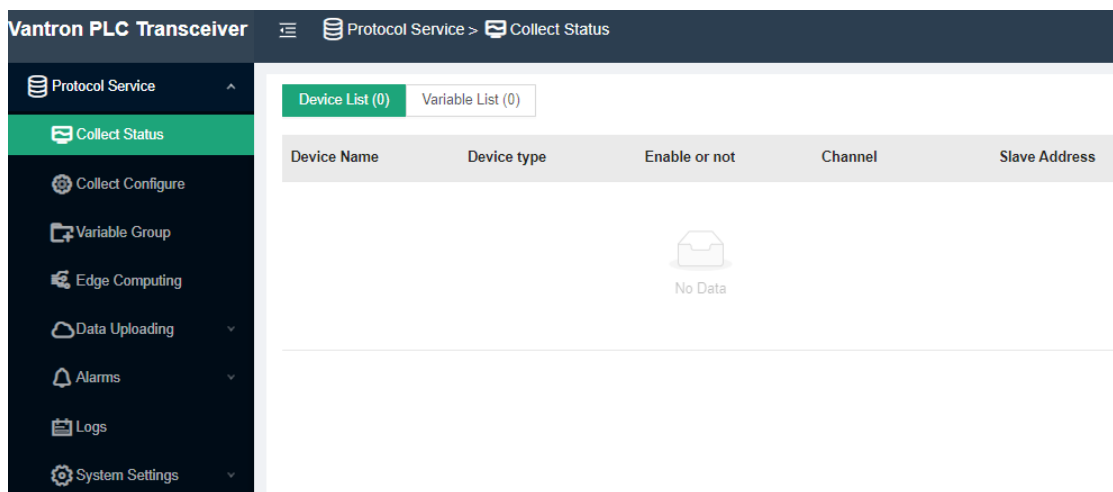 Vantron PLC Transceiver
Protocol Service > Collect Status
Protocol Service
Collect Status
Collect Configure
Variable Group
Edge Computing
Data Uploading
Alarms
Logs
System Settings
Device List (0) Variable List (0)
Device Name Device type Enable or not Channel Slave Address
No Data